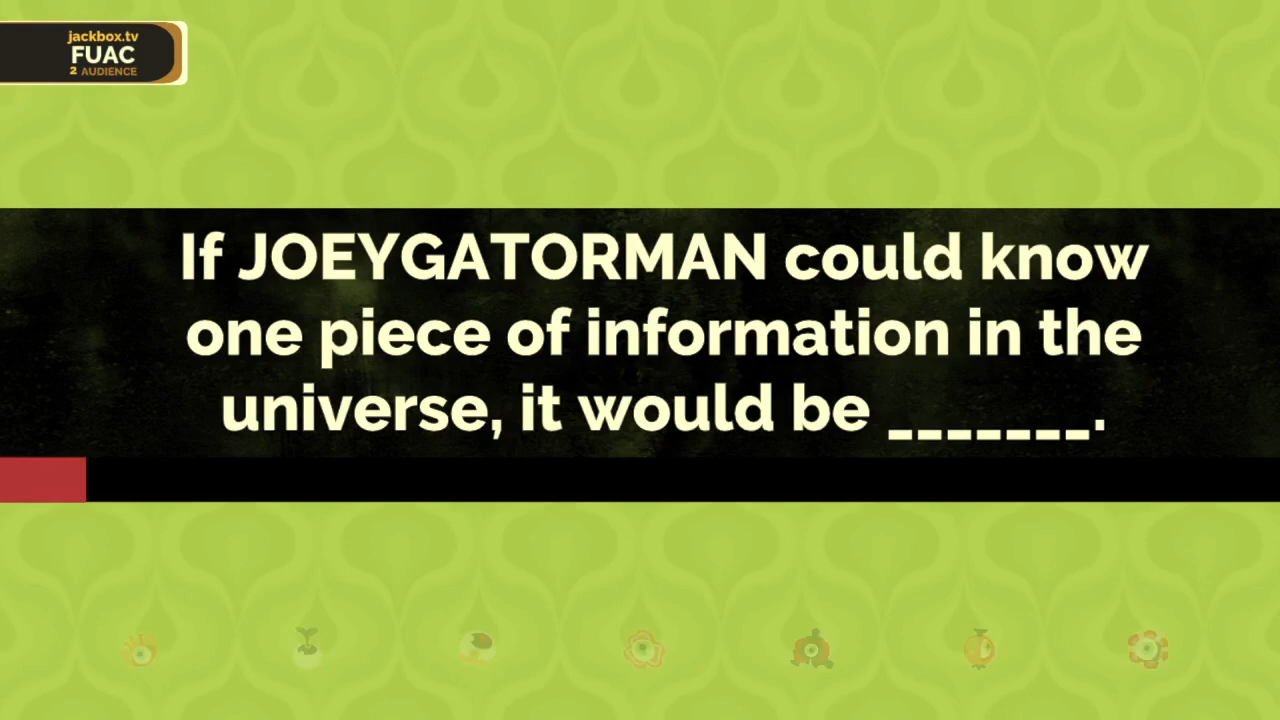 jackbox.tv
FUAC
2 AUDIENCE
If JOEYGATORMAN could know
one piece of information in the
universe, it would be _______.